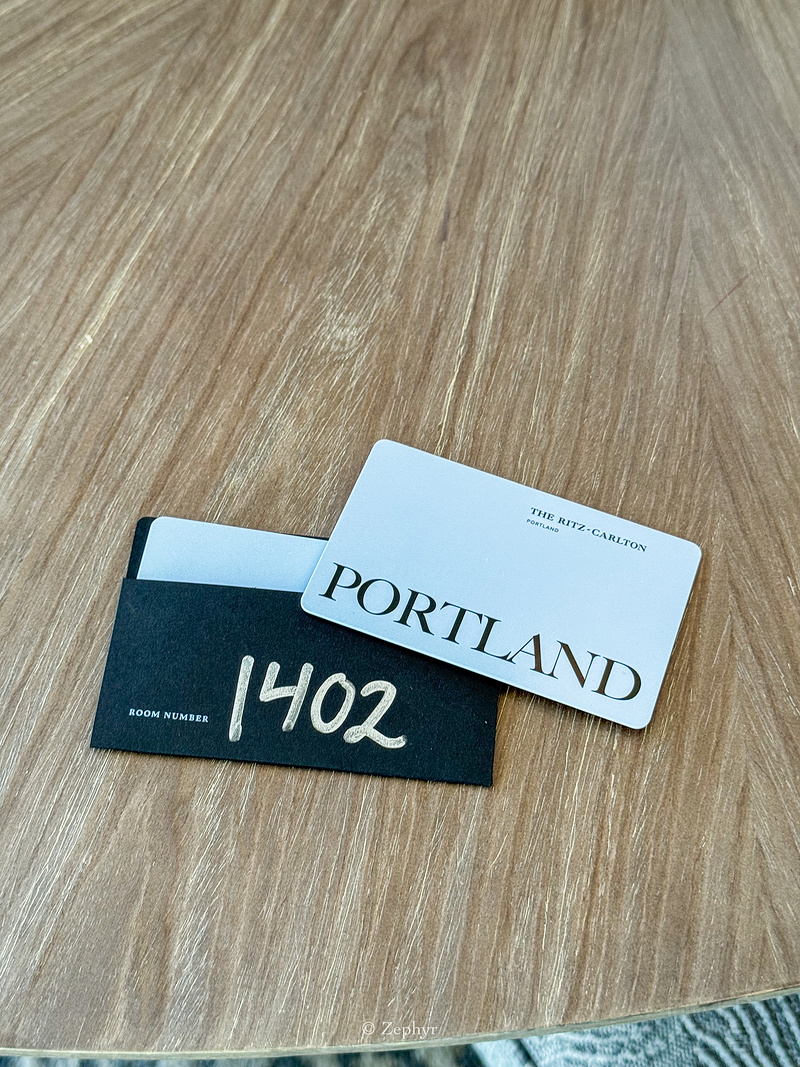 THE RITZ-CARLTON
PORTLAND
PORTLAND
ROOM NUMBER 1402
© Zephyr